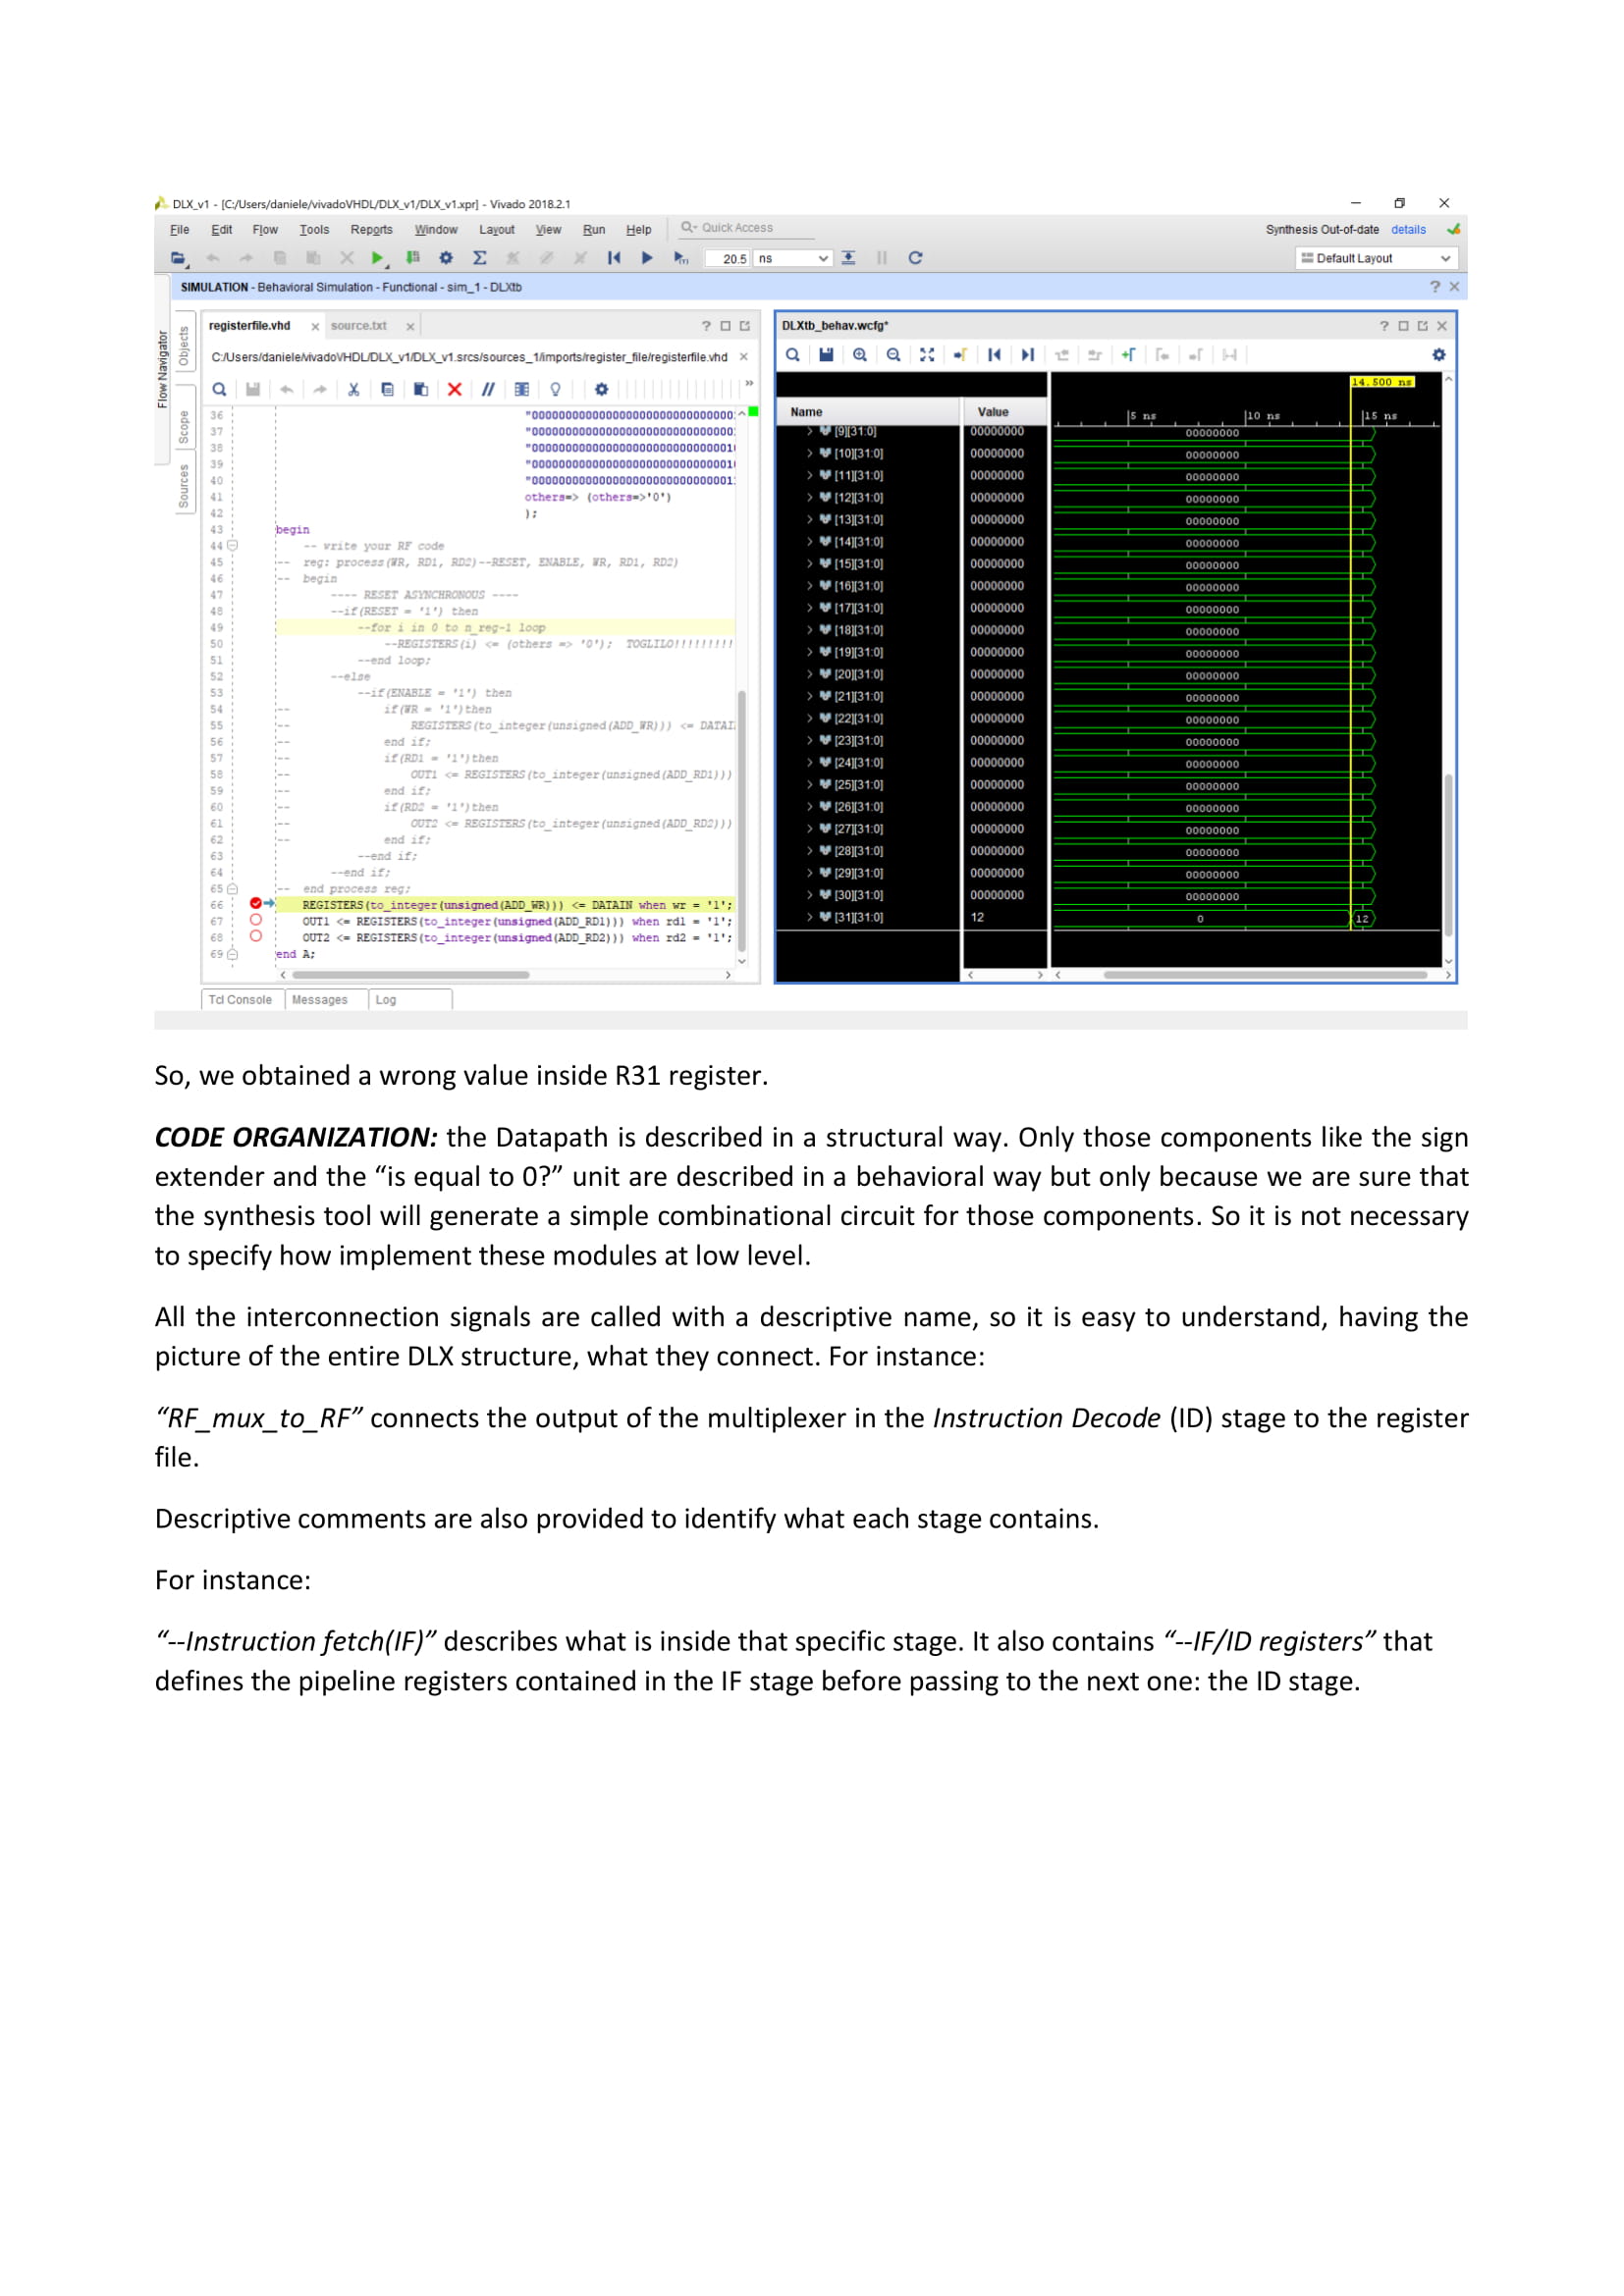 DLX_v1 - [C:/Users/daniele/vivadoVHDL/DLX_v1/DLX_v1.xpr] - Vivado 2018.2.1
File Edit Flow Tools Reports Window Layout View Run Help Quick Access
Synthesis Out-of-date details
20.5 ns
Default Layout
SIMULATION - Behavioral Simulation - Functional - sim_1 - DLXtb
Flow Navigator
Objects
Scope
Sources
registerfile.vhd source.txt
C:/Users/daniele/vivadoVHDL/DLX_v1/DLX_v1.srcs/sources_1/imports/register_file/registerfile.vhd
36
37
38
39
40
41 others=> (others=>'0')
42 );
43 begin
44 -- write your RF code
45 -- reg: process(WR, RD1, RD2)--RESET, ENABLE, WR, RD1, RD2)
46 -- begin
47 ---- RESET ASYNCHRONOUS ----
48 --if(RESET = '1') then
49 --for i in 0 to n_reg-1 loop
50 --REGISTERS(i) <= (others => '0'); TOGLILO!!!!!!!!!
51 --end loop;
52 --else
53 --if(ENABLE = '1') then
54 -- if(WR = '1')then
55 -- REGISTERS(to_integer(unsigned(ADD_WR))) <= DATAI
56 -- end if;
57 -- if(RD1 = '1')then
58 -- OUT1 <= REGISTERS(to_integer(unsigned(ADD_RD1)))
59 -- end if;
60 -- if(RD2 = '1')then
61 -- OUT2 <= REGISTERS(to_integer(unsigned(ADD_RD2)))
62 -- end if;
63 --end if;
64 --end if;
65 -- end process reg;
66 REGISTERS(to_integer(unsigned(ADD_WR))) <= DATAIN when wr = '1';
67 OUT1 <= REGISTERS(to_integer(unsigned(ADD_RD1))) when rd1 = '1';
68 OUT2 <= REGISTERS(to_integer(unsigned(ADD_RD2))) when rd2 = '1';
69 end A;
Tcl Console Messages Log
DLXtb_behav.wcfg*
14.500 ns
Name Value 5 ns 10 ns 15 ns
[9][31:0] 00000000 00000000
[10][31:0] 00000000 00000000
[11][31:0] 00000000 00000000
[12][31:0] 00000000 00000000
[13][31:0] 00000000 00000000
[14][31:0] 00000000 00000000
[15][31:0] 00000000 00000000
[16][31:0] 00000000 00000000
[17][31:0] 00000000 00000000
[18][31:0] 00000000 00000000
[19][31:0] 00000000 00000000
[20][31:0] 00000000 00000000
[21][31:0] 00000000 00000000
[22][31:0] 00000000 00000000
[23][31:0] 00000000 00000000
[24][31:0] 00000000 00000000
[25][31:0] 00000000 00000000
[26][31:0] 00000000 00000000
[27][31:0] 00000000 00000000
[28][31:0] 00000000 00000000
[29][31:0] 00000000 00000000
[30][31:0] 00000000 00000000
[31][31:0] 12 0 12
So, we obtained a wrong value inside R31 register.
CODE ORGANIZATION: the Datapath is described in a structural way. Only those components like the sign
extender and the “is equal to 0?” unit are described in a behavioral way but only because we are sure that
the synthesis tool will generate a simple combinational circuit for those components. So it is not necessary
to specify how implement these modules at low level.
All the interconnection signals are called with a descriptive name, so it is easy to understand, having the
picture of the entire DLX structure, what they connect. For instance:
“RF_mux_to_RF” connects the output of the multiplexer in the Instruction Decode (ID) stage to the register
file.
Descriptive comments are also provided to identify what each stage contains.
For instance:
“--Instruction fetch(IF)” describes what is inside that specific stage. It also contains “--IF/ID registers” that
defines the pipeline registers contained in the IF stage before passing to the next one: the ID stage.